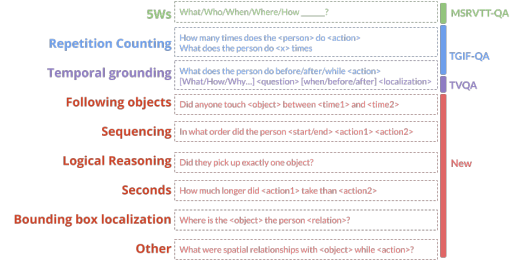 5Ws What/Who/When/Where/How ______? MSRVTT-QA
Repetition Counting How many times does the <person> do <action>
What does the person do <x> times
TGIF-QA
Temporal grounding What does the person do before/after/while <action>
[What/How/Why...] <question> [when/before/after] <localization>
TVQA
Following objects Did anyone touch <object> between <time1> and <time2>
Sequencing In what order did the person <start/end> <action1> <action2>
Logical Reasoning Did they pick up exactly one object?
New
Seconds How much longer did <action1> take than <action2>
Bounding box localization Where is the <object> the person <relation>?
Other What were spatial relationships with <object> while <action>?